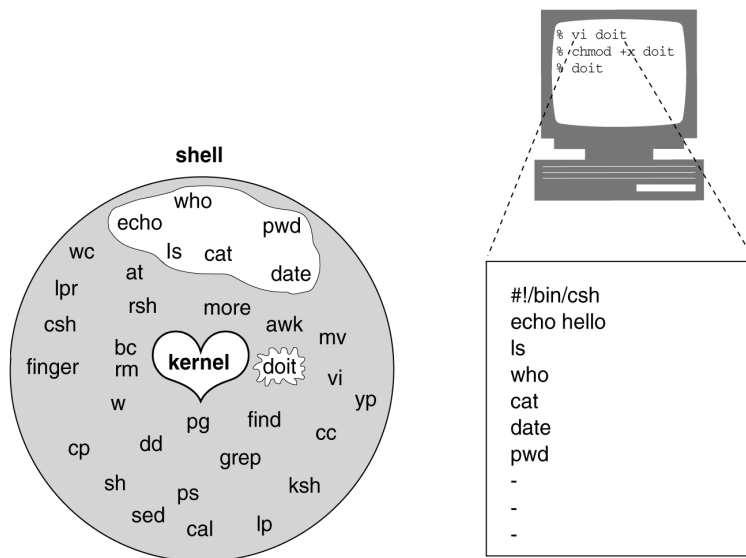 % vi doit
% chmod +x doit
% doit
shell
who
echo
pwd
ls
cat
date
wc
at
lpr
rsh
more
csh
awk
mv
bc
kernel
doit
finger
rm
vi
yp
w
pg
find
cc
cp
dd
grep
sh
ps
ksh
sed
cal
lp
#!/bin/csh
echo hello
ls
who
cat
date
pwd
-
-
-